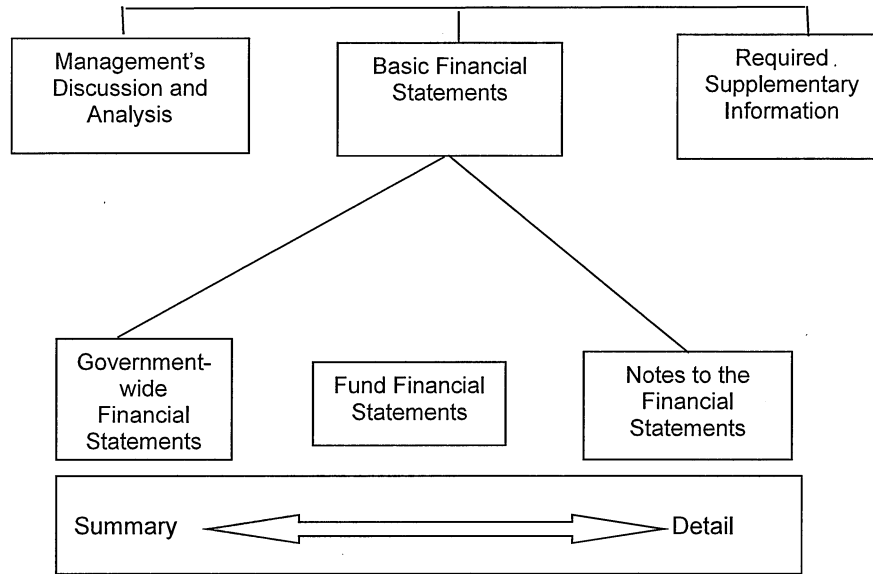 Management's
Discussion and
Analysis
Basic Financial
Statements
Required
Supplementary
Information
Government-
wide
Financial
Statements
Fund Financial
Statements
Notes to the
Financial
Statements
Summary
Detail